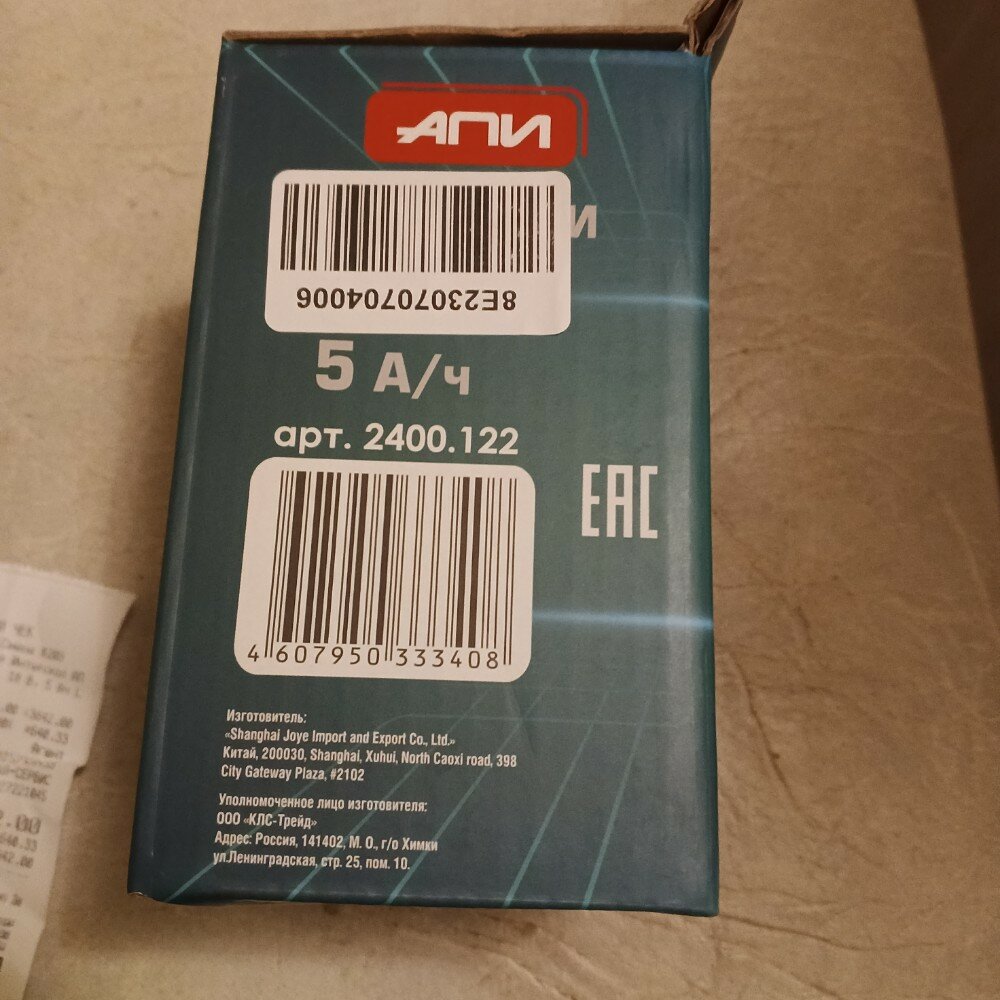 АПИ
И
8E23070704006
5 А/ч
арт. 2400.122
EAC
4 607950 333408
Изготовитель:
«Shanghai Joye Import and Export Co., Ltd.»
Китай, 200030, Shanghai, Xuhui, North Caoxi road, 398
City Gateway Plaza, #2102
Уполномоченное лицо изготовителя:
ООО «КЛС-Трейд»
Адрес: Россия, 141402, М. О., г/о Химки
ул.Ленинградская, стр. 25, пом. 10.
ЧЕК